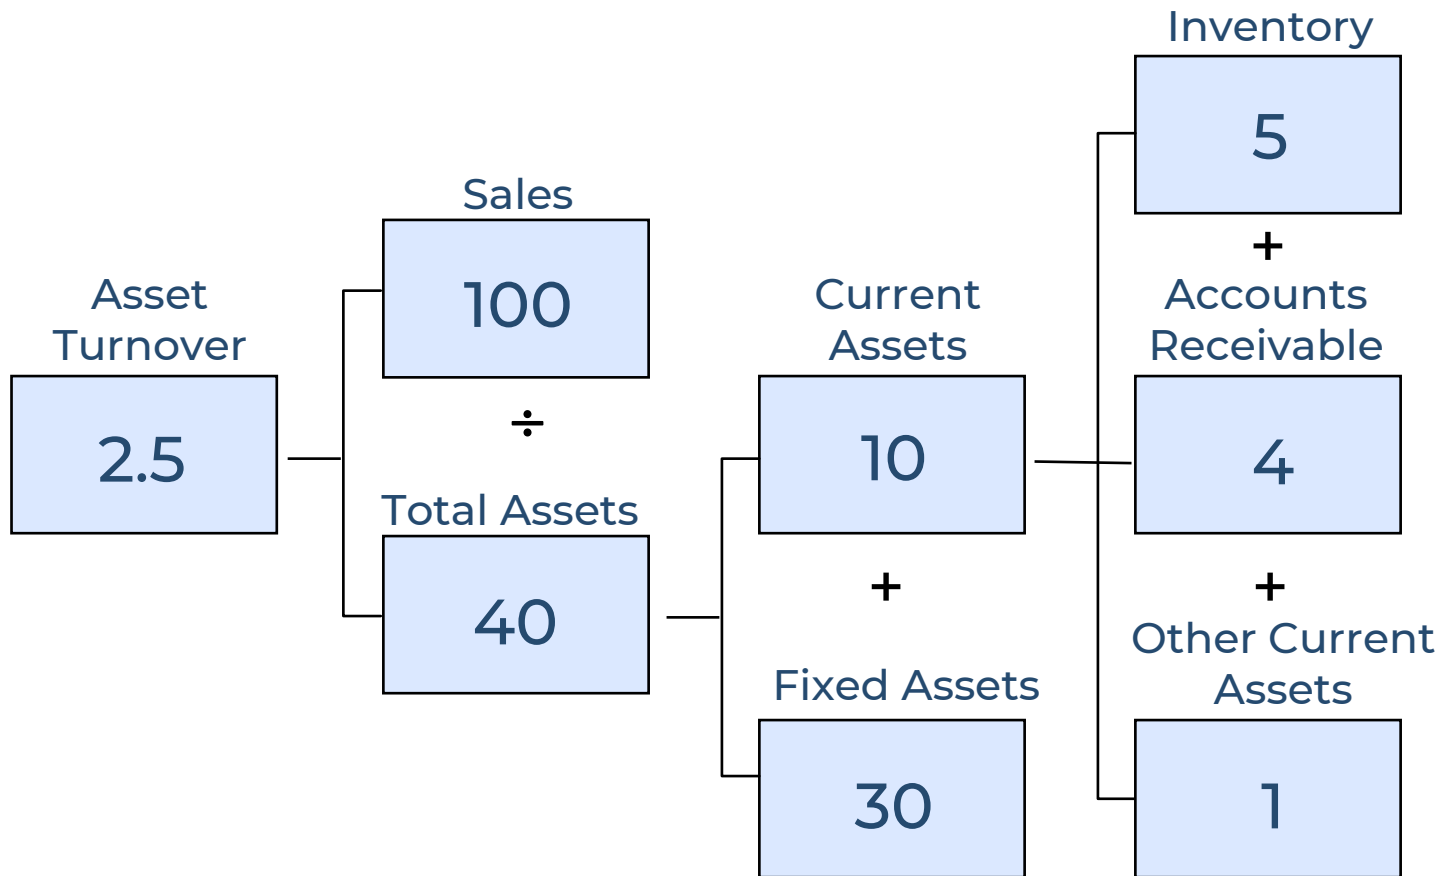 Inventory
5
+
Sales
100
÷
Asset
Turnover
2.5
Total Assets
40
Current
Assets
10
+
Fixed Assets
30
Accounts
Receivable
4
+
Other Current
Assets
1